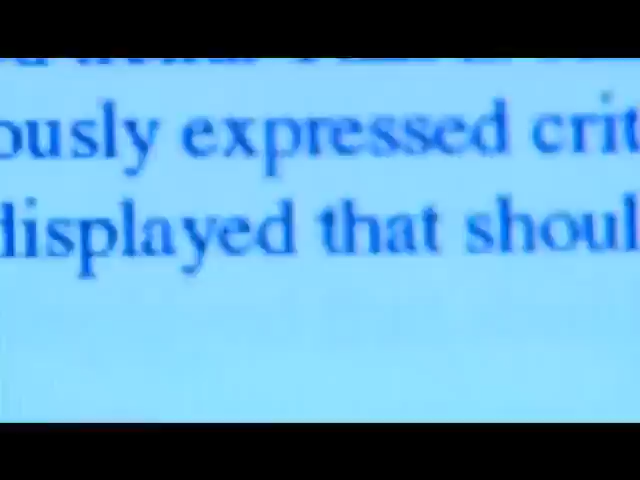 ously expressed crit
displayed that shoul